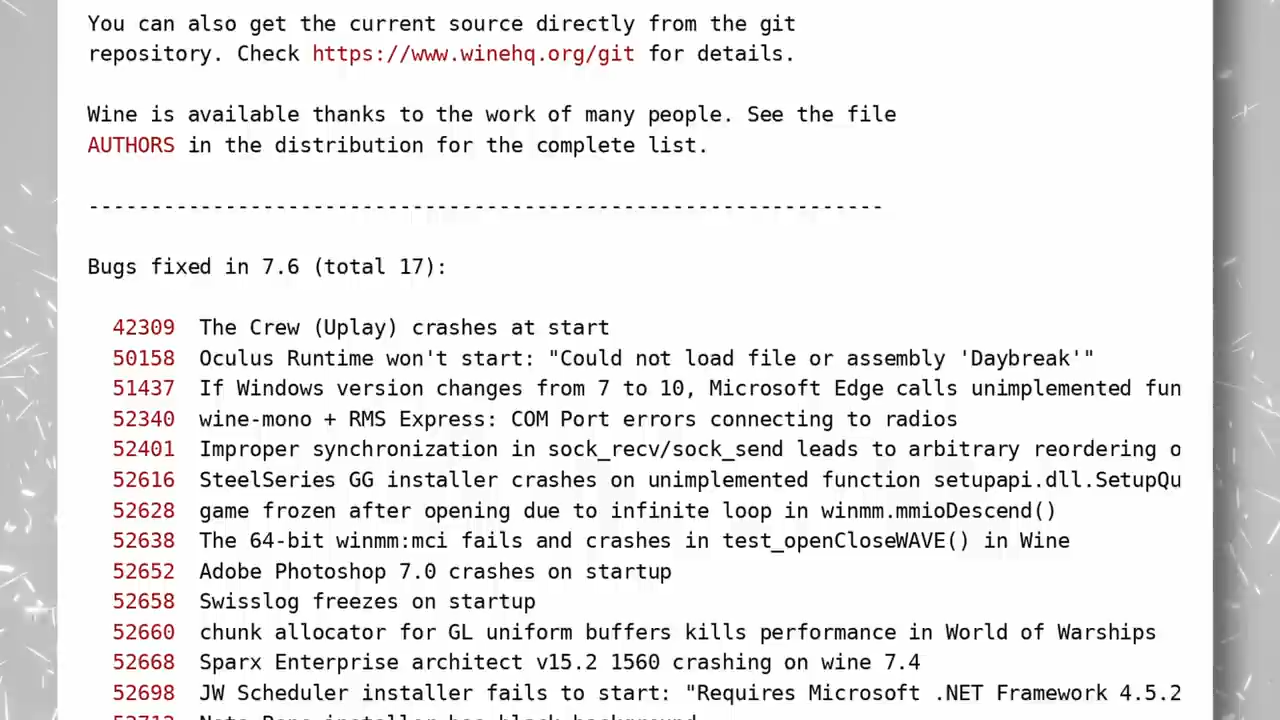 You can also get the current source directly from the git
repository. Check https://www.winehq.org/git for details.
Wine is available thanks to the work of many people. See the file
AUTHORS in the distribution for the complete list.
----------------------------------------------------------------
Bugs fixed in 7.6 (total 17):
42309 The Crew (Uplay) crashes at start
50158 Oculus Runtime won't start: "Could not load file or assembly 'Daybreak'"
51437 If Windows version changes from 7 to 10, Microsoft Edge calls unimplemented fun
52340 wine-mono + RMS Express: COM Port errors connecting to radios
52401 Improper synchronization in sock_recv/sock_send leads to arbitrary reordering o
52616 SteelSeries GG installer crashes on unimplemented function setupapi.dll.SetupQu
52628 game frozen after opening due to infinite loop in winmm.mmioDescend()
52638 The 64-bit winmm:mci fails and crashes in test_openCloseWAVE() in Wine
52652 Adobe Photoshop 7.0 crashes on startup
52658 Swisslog freezes on startup
52660 chunk allocator for GL uniform buffers kills performance in World of Warships
52668 Sparx Enterprise architect v15.2 1560 crashing on wine 7.4
52698 JW Scheduler installer fails to start: "Requires Microsoft .NET Framework 4.5.2
installer has black background